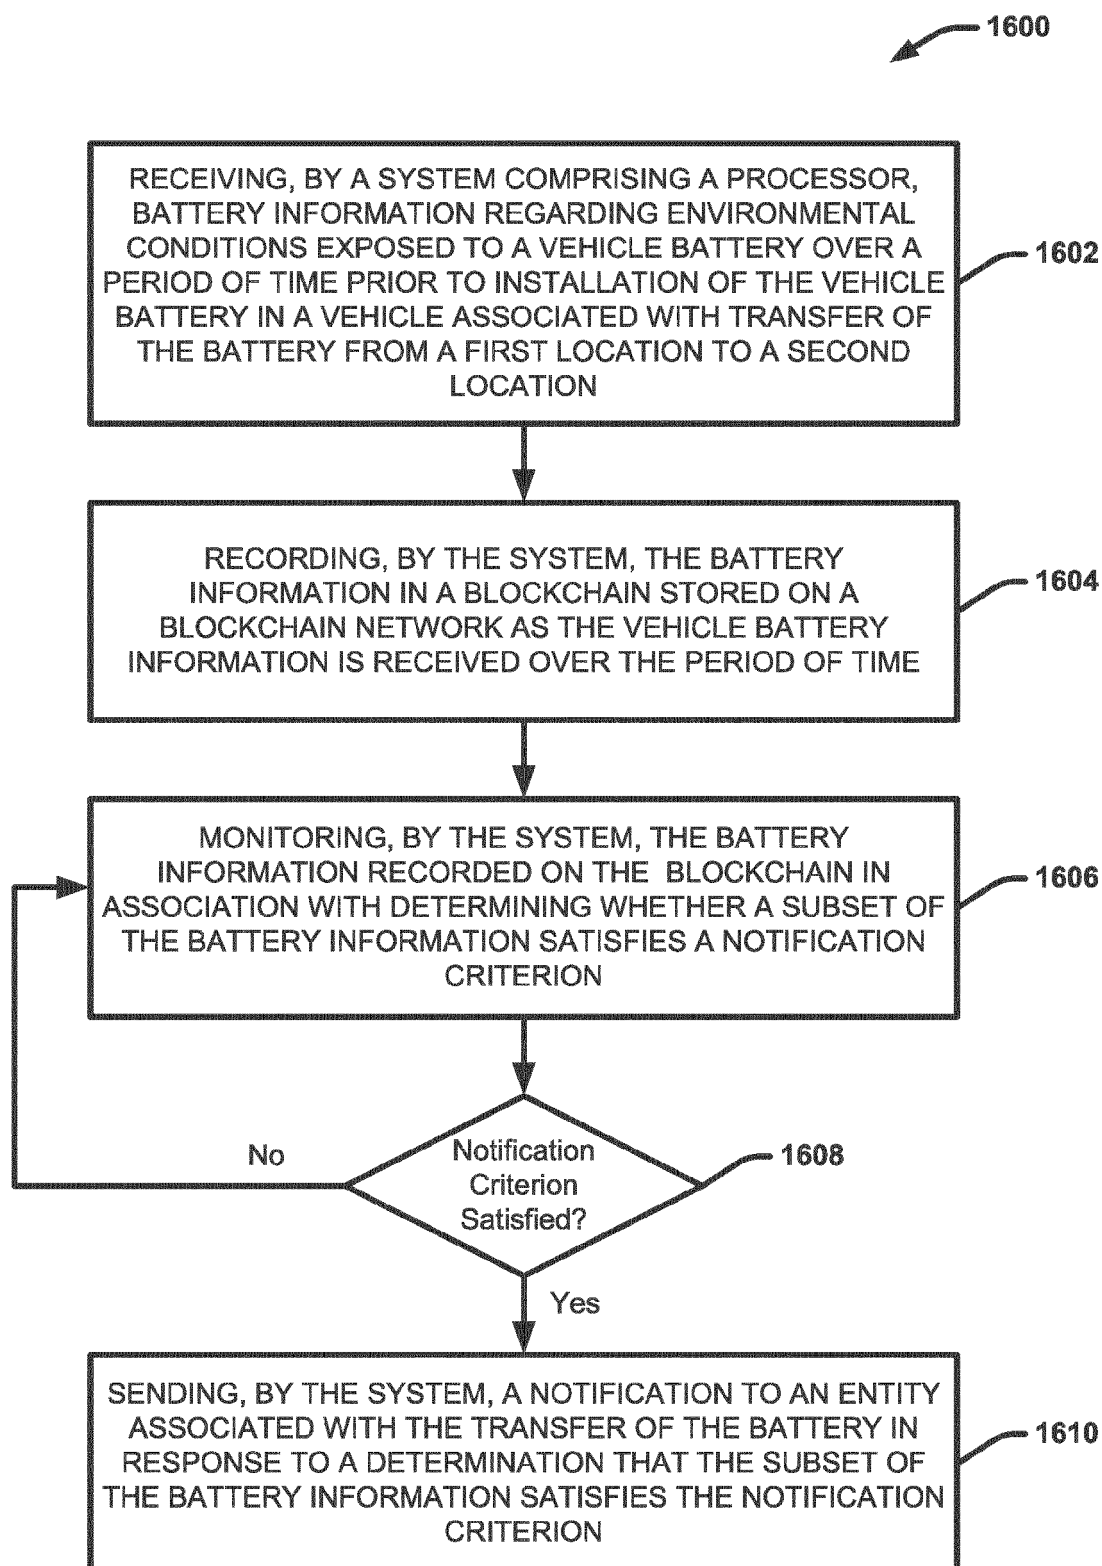 1600
RECEIVING, BY A SYSTEM COMPRISING A PROCESSOR,
BATTERY INFORMATION REGARDING ENVIRONMENTAL
CONDITIONS EXPOSED TO A VEHICLE BATTERY OVER A
PERIOD OF TIME PRIOR TO INSTALLATION OF THE VEHICLE
BATTERY IN A VEHICLE ASSOCIATED WITH TRANSFER OF
THE BATTERY FROM A FIRST LOCATION TO A SECOND
LOCATION
1602
RECORDING, BY THE SYSTEM, THE BATTERY
INFORMATION IN A BLOCKCHAIN STORED ON A
BLOCKCHAIN NETWORK AS THE VEHICLE BATTERY
INFORMATION IS RECEIVED OVER THE PERIOD OF TIME
1604
MONITORING, BY THE SYSTEM, THE BATTERY
INFORMATION RECORDED ON THE BLOCKCHAIN IN
ASSOCIATION WITH DETERMINING WHETHER A SUBSET OF
THE BATTERY INFORMATION SATISFIES A NOTIFICATION
CRITERION
1606
No
Notification
Criterion
Satisfied?
1608
Yes
SENDING, BY THE SYSTEM, A NOTIFICATION TO AN ENTITY
ASSOCIATED WITH THE TRANSFER OF THE BATTERY IN
RESPONSE TO A DETERMINATION THAT THE SUBSET OF
THE BATTERY INFORMATION SATISFIES THE NOTIFICATION
CRITERION
1610